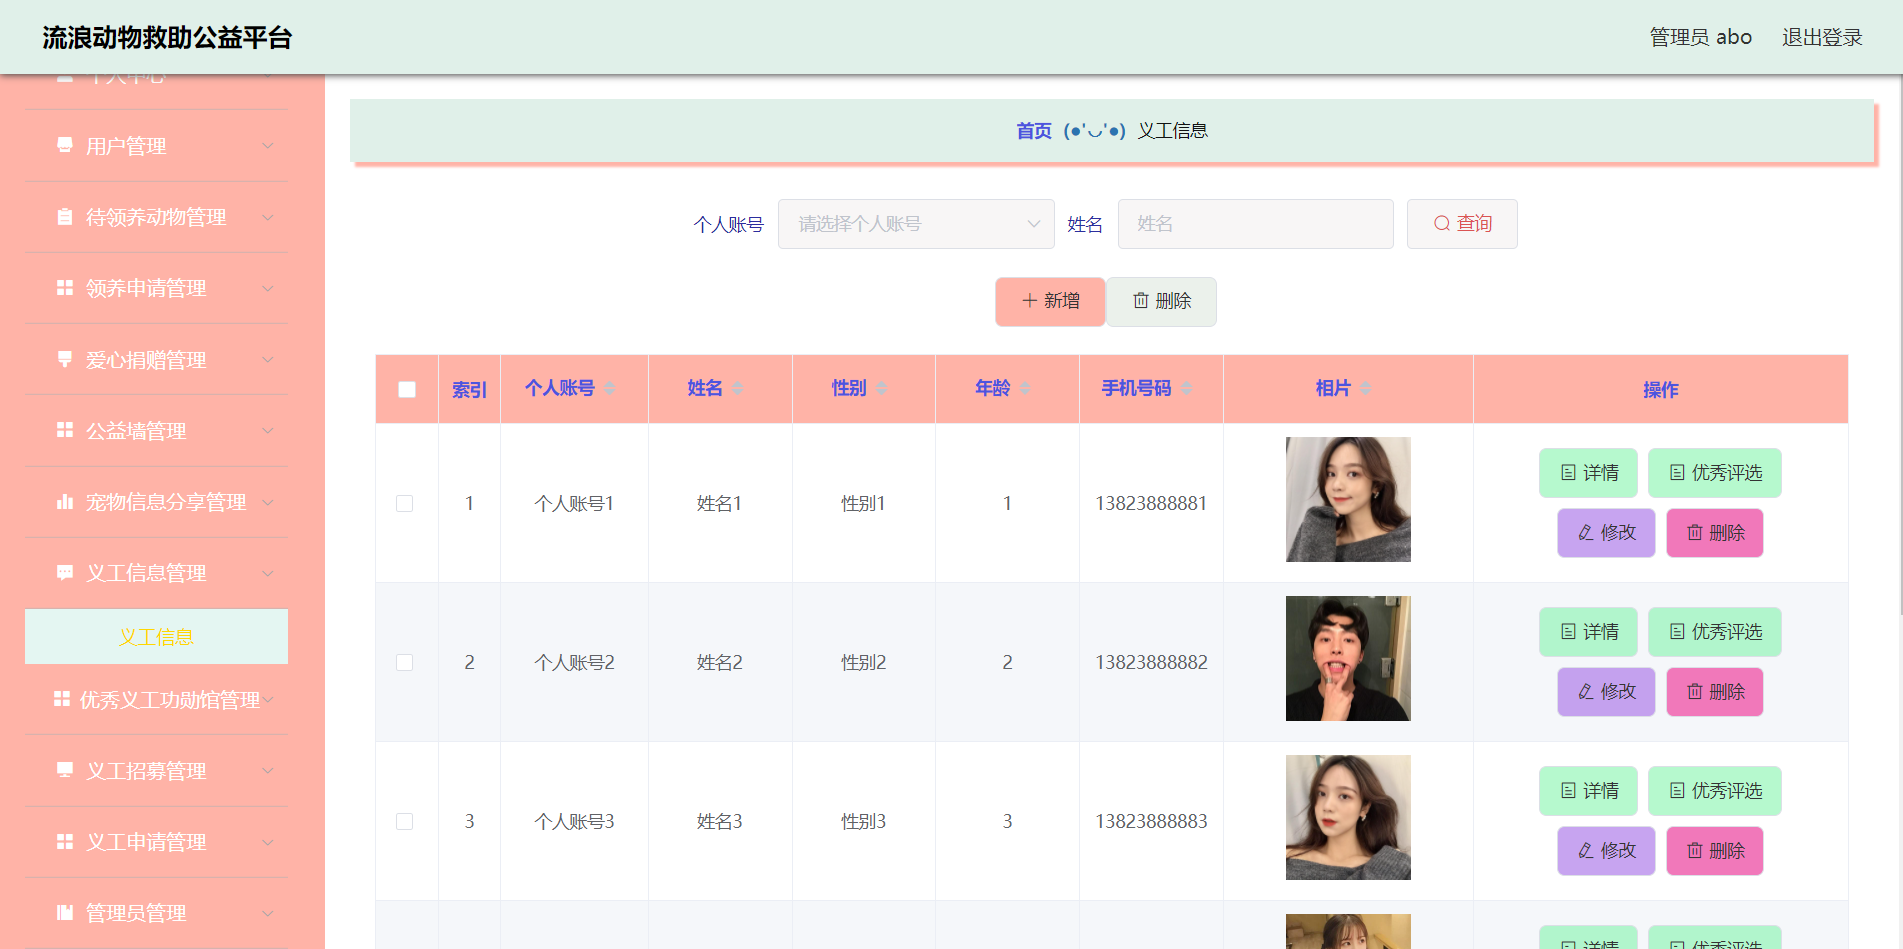 流浪动物救助公益平台
管理员 abo 退出登录
个人中心
用户管理
待领养动物管理
领养申请管理
爱心捐赠管理
公益墙管理
宠物信息分享管理
义工信息管理
义工信息
优秀义工功勋馆管理
义工招募管理
义工申请管理
管理员管理
首页 (●'◡'●) 义工信息
个人账号 请选择个人账号 姓名 姓名 查询
新增 删除
索引 个人账号 姓名 性别 年龄 手机号码 相片 操作
1 个人账号1 姓名1 性别1 1 13823888881 详情 优秀评选
修改 删除
2 个人账号2 姓名2 性别2 2 13823888882 详情 优秀评选
修改 删除
3 个人账号3 姓名3 性别3 3 13823888883 详情 优秀评选
修改 删除
详情 优秀评选